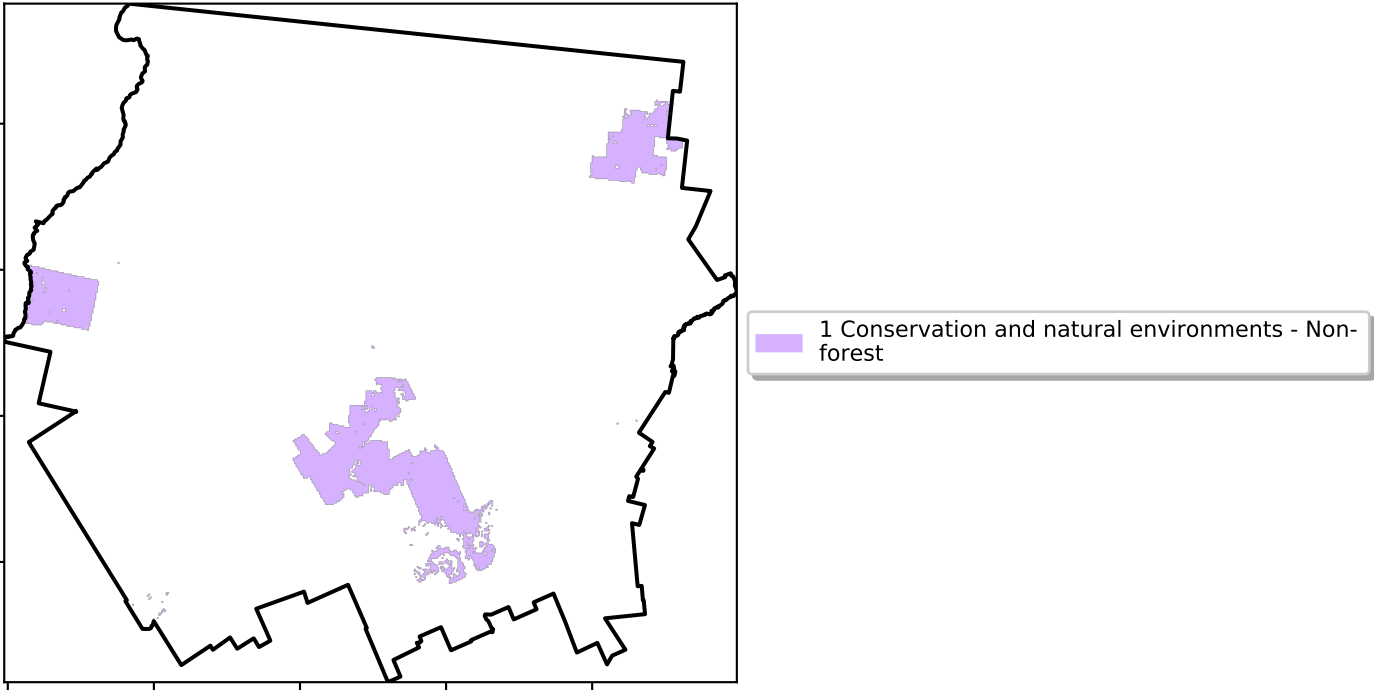 1 Conservation and natural environments - Non-
forest